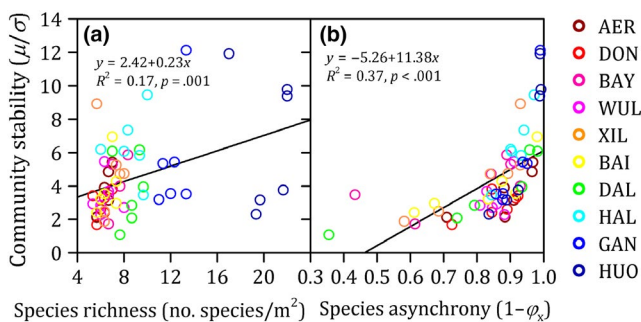 (a)
y = 2.42+0.23x
R² = 0.17, p = .001
(b)
y = −5.26+11.38x
R² = 0.37, p < .001
Community stability (μ/σ)
14
12
10
8
6
4
2
0
4 8 12 16 20 24
Species richness (no. species/m²)
0.3 0.4 0.5 0.6 0.7 0.8 0.9 1.0
Species asynchrony (1−φx)
AER
DON
BAY
WUL
XIL
BAI
DAL
HAL
GAN
HUO